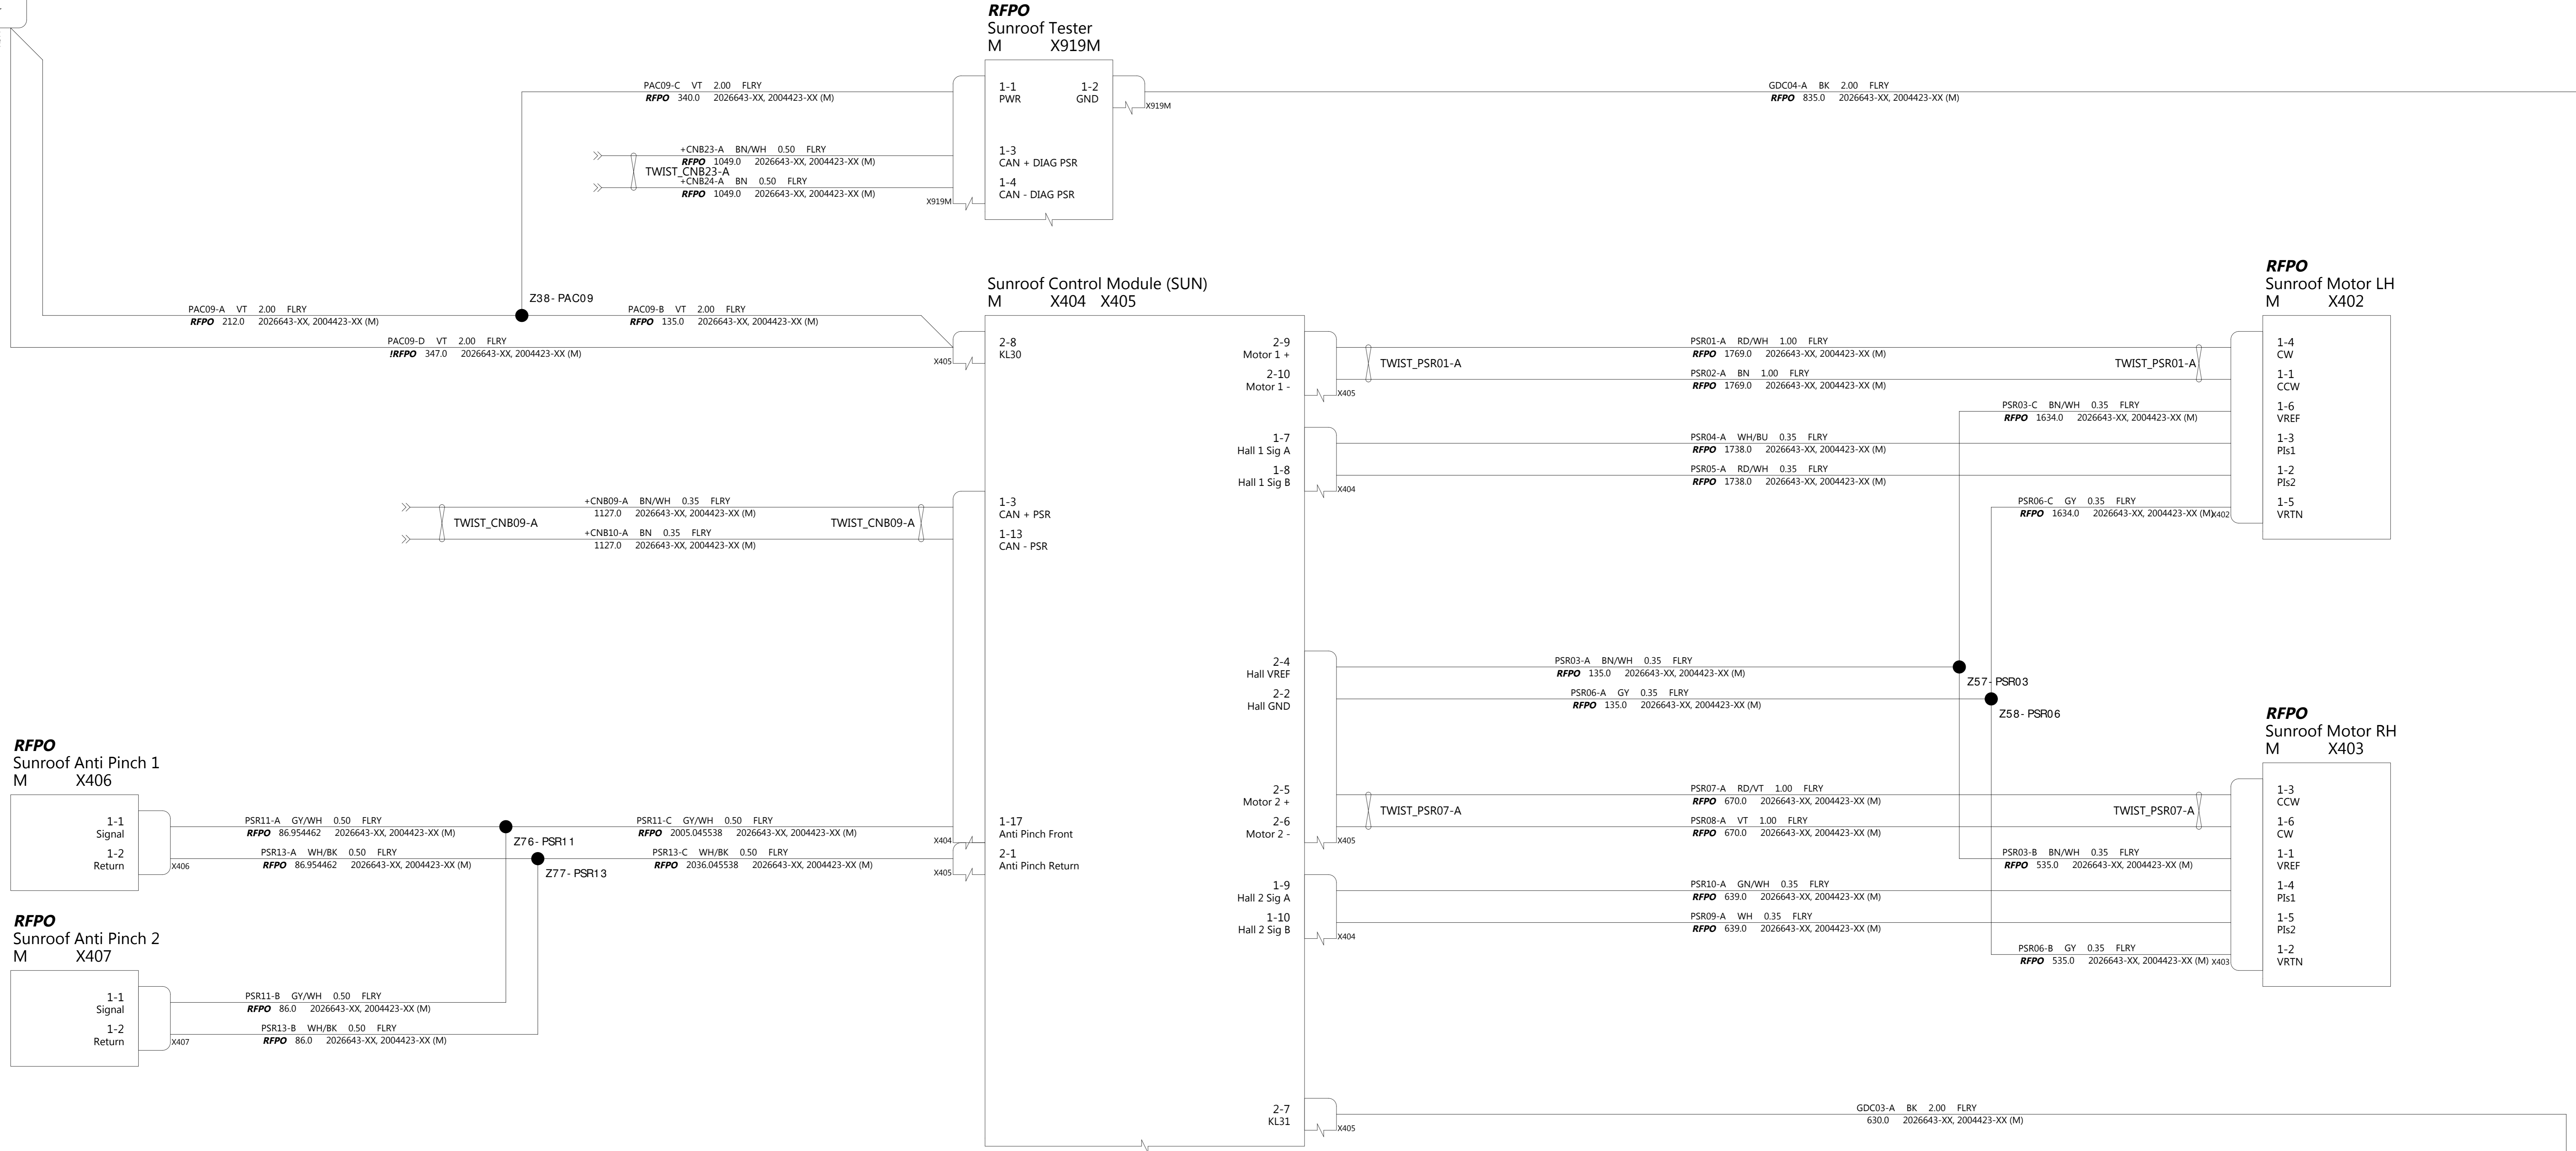 RFPO
Sunroof Tester
M X919M
PAC09-C VT 2.00 FLRY
RFPO 340.0 2026643-XX, 2004423-XX (M)
1-1
PWR
1-2
GND
X919M
GDC04-A BK 2.00 FLRY
RFPO 835.0 2026643-XX, 2004423-XX (M)
+CNB23-A BN/WH 0.50 FLRY
RFPO 1049.0 2026643-XX, 2004423-XX (M)
TWIST_CNB23-A
+CNB24-A BN 0.50 FLRY
RFPO 1049.0 2026643-XX, 2004423-XX (M)
1-3
CAN + DIAG PSR
1-4
CAN - DIAG PSR
X919M
Z38-PAC09
PAC09-A VT 2.00 FLRY
RFPO 212.0 2026643-XX, 2004423-XX (M)
PAC09-B VT 2.00 FLRY
RFPO 135.0 2026643-XX, 2004423-XX (M)
PAC09-D VT 2.00 FLRY
!RFPO 347.0 2026643-XX, 2004423-XX (M)
X405
Sunroof Control Module (SUN)
M X404 X405
2-8
KL30
2-9
Motor 1 +
2-10
Motor 1 -
X405
TWIST_PSR01-A
PSR01-A RD/WH 1.00 FLRY
RFPO 1769.0 2026643-XX, 2004423-XX (M)
PSR02-A BN 1.00 FLRY
RFPO 1769.0 2026643-XX, 2004423-XX (M)
TWIST_PSR01-A
RFPO
Sunroof Motor LH
M X402
1-4
CW
1-1
CCW
1-6
VREF
1-3
PIs1
1-2
PIs2
1-5
VRTN
PSR03-C BN/WH 0.35 FLRY
RFPO 1634.0 2026643-XX, 2004423-XX (M)
1-7
Hall 1 Sig A
1-8
Hall 1 Sig B
X404
PSR04-A WH/BU 0.35 FLRY
RFPO 1738.0 2026643-XX, 2004423-XX (M)
PSR05-A RD/WH 0.35 FLRY
RFPO 1738.0 2026643-XX, 2004423-XX (M)
PSR06-C GY 0.35 FLRY
RFPO 1634.0 2026643-XX, 2004423-XX (M)
X402
+CNB09-A BN/WH 0.35 FLRY
1127.0 2026643-XX, 2004423-XX (M)
TWIST_CNB09-A
TWIST_CNB09-A
+CNB10-A BN 0.35 FLRY
1127.0 2026643-XX, 2004423-XX (M)
1-3
CAN + PSR
1-13
CAN - PSR
2-4
Hall VREF
2-2
Hall GND
PSR03-A BN/WH 0.35 FLRY
RFPO 135.0 2026643-XX, 2004423-XX (M)
Z57-PSR03
PSR06-A GY 0.35 FLRY
RFPO 135.0 2026643-XX, 2004423-XX (M)
Z58-PSR06
RFPO
Sunroof Motor RH
M X403
1-3
CCW
1-6
CW
1-1
VREF
1-4
PIs1
1-5
PIs2
1-2
VRTN
2-5
Motor 2 +
2-6
Motor 2 -
X405
TWIST_PSR07-A
PSR07-A RD/VT 1.00 FLRY
RFPO 670.0 2026643-XX, 2004423-XX (M)
PSR08-A VT 1.00 FLRY
RFPO 670.0 2026643-XX, 2004423-XX (M)
TWIST_PSR07-A
PSR03-B BN/WH 0.35 FLRY
RFPO 535.0 2026643-XX, 2004423-XX (M)
1-9
Hall 2 Sig A
1-10
Hall 2 Sig B
X404
PSR10-A GN/WH 0.35 FLRY
RFPO 639.0 2026643-XX, 2004423-XX (M)
PSR09-A WH 0.35 FLRY
RFPO 639.0 2026643-XX, 2004423-XX (M)
PSR06-B GY 0.35 FLRY
RFPO 535.0 2026643-XX, 2004423-XX (M)
X403
RFPO
Sunroof Anti Pinch 1
M X406
1-1
Signal
1-2
Return
X406
PSR11-A GY/WH 0.50 FLRY
RFPO 86.954462 2026643-XX, 2004423-XX (M)
PSR13-A WH/BK 0.50 FLRY
RFPO 86.954462 2026643-XX, 2004423-XX (M)
Z76-PSR11
Z77-PSR13
PSR11-C GY/WH 0.50 FLRY
RFPO 2005.045538 2026643-XX, 2004423-XX (M)
PSR13-C WH/BK 0.50 FLRY
RFPO 2036.045538 2026643-XX, 2004423-XX (M)
X404
X405
1-17
Anti Pinch Front
2-1
Anti Pinch Return
RFPO
Sunroof Anti Pinch 2
M X407
1-1
Signal
1-2
Return
X407
PSR11-B GY/WH 0.50 FLRY
RFPO 86.0 2026643-XX, 2004423-XX (M)
PSR13-B WH/BK 0.50 FLRY
RFPO 86.0 2026643-XX, 2004423-XX (M)
2-7
KL31
X405
GDC03-A BK 2.00 FLRY
630.0 2026643-XX, 2004423-XX (M)